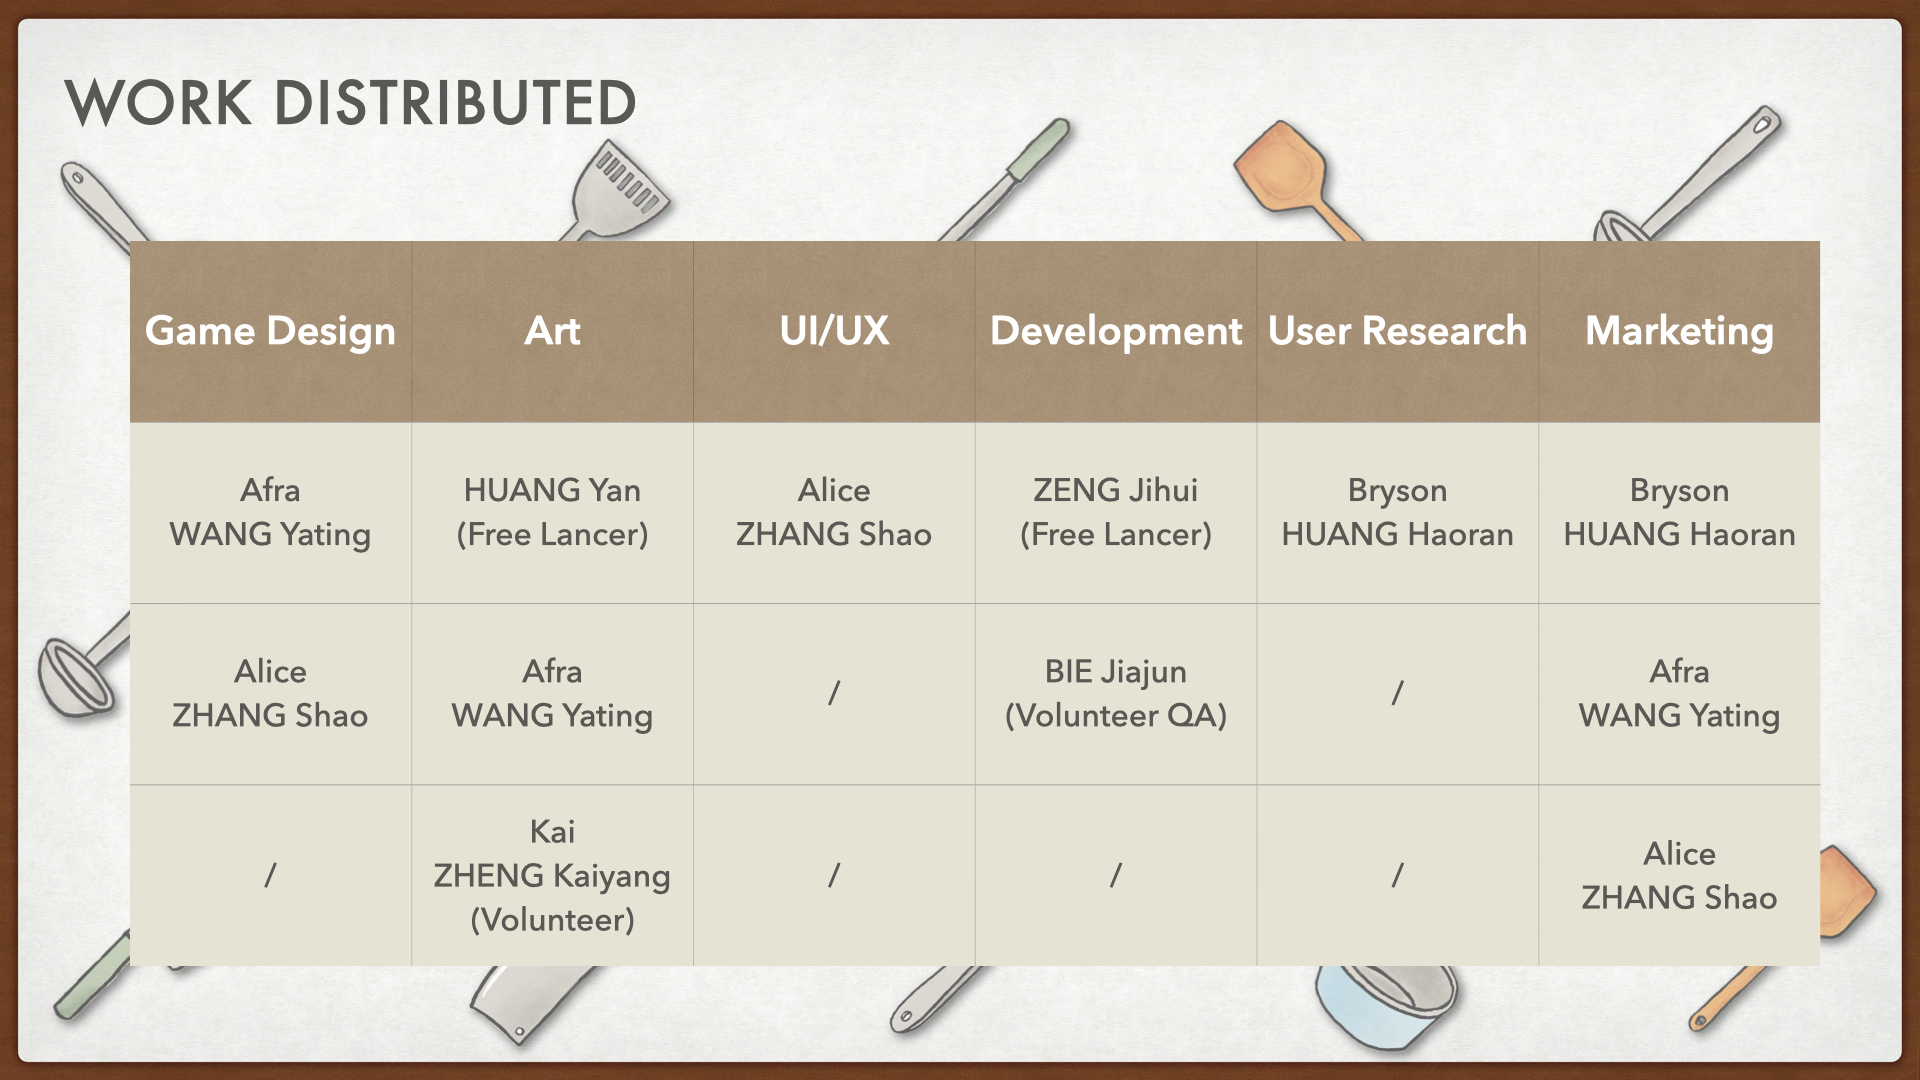 WORK DISTRIBUTED
Game Design
Art
UI/UX
Development
User Research
Marketing
Afra
WANG Yating
HUANG Yan
(Free Lancer)
Alice
ZHANG Shao
ZENG Jihui
(Free Lancer)
Bryson
HUANG Haoran
Bryson
HUANG Haoran
Alice
ZHANG Shao
Afra
WANG Yating
/
BIE Jiajun
(Volunteer QA)
/
Afra
WANG Yating
/
Kai
ZHENG Kaiyang
(Volunteer)
/
/
/
Alice
ZHANG Shao